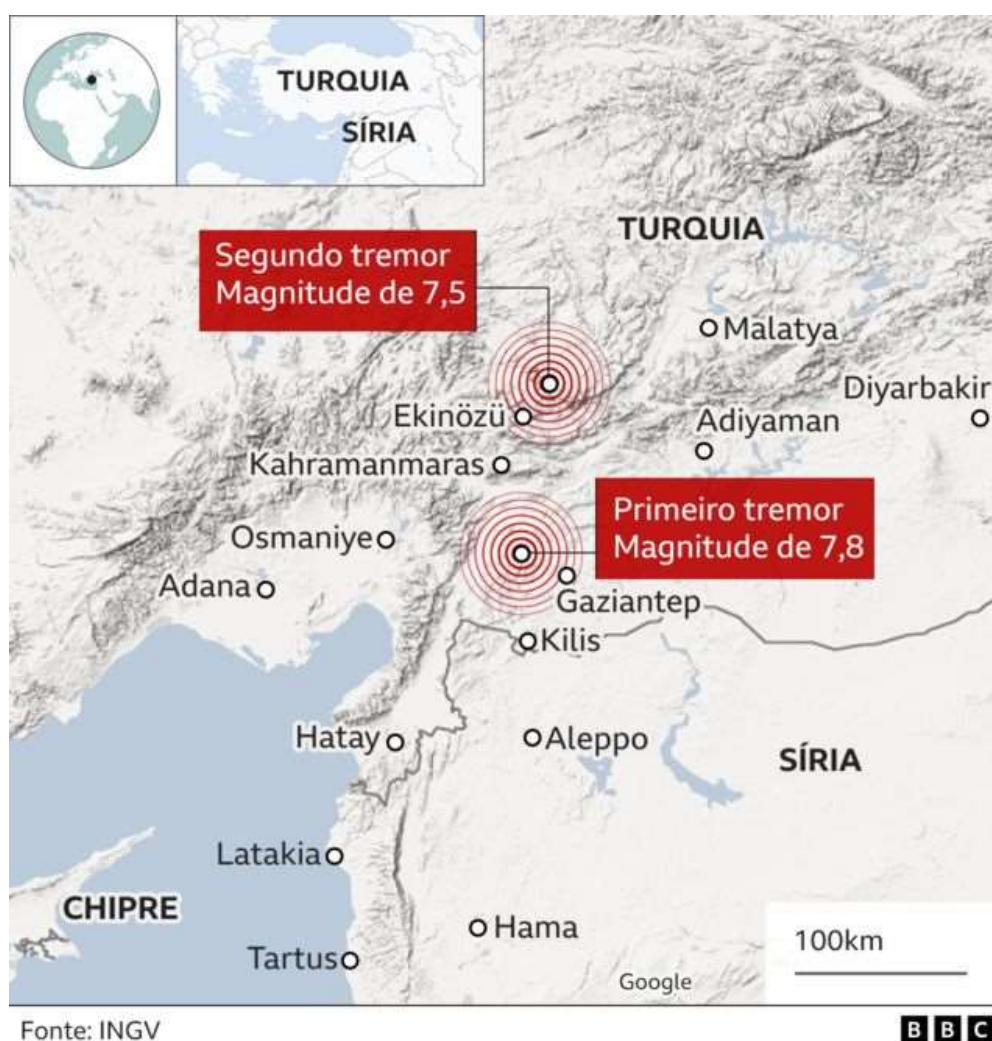 TURQUIA
SÍRIA
TURQUIA
Segundo tremor
Magnitude de 7,5
Malatya
Diyarbakir
Ekinözü
Adiyaman
Kahramanmaras
Primeiro tremor
Magnitude de 7,8
Osmaniye
Adana
Gaziantep
Kilis
Hatay
Aleppo
SÍRIA
Latakia
CHIPRE
Hama
100km
Tartus
Google
Fonte: INGV
BBC